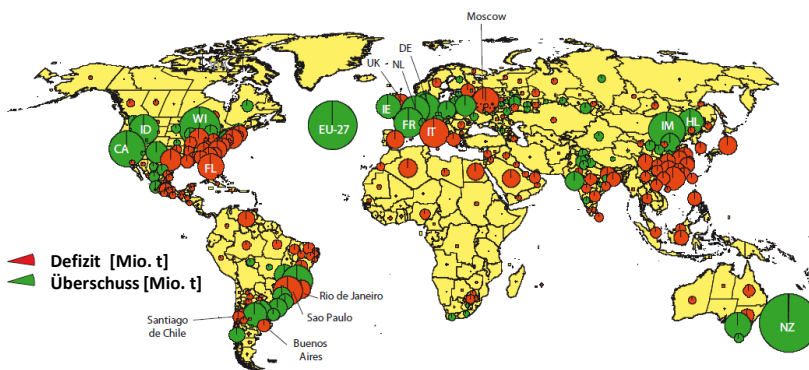 Moscow
DE
UK
NL
IE
FR
IT
EU-27
WI
ID
CA
FL
IM
HL
Defizit [Mio. t]
Überschuss [Mio. t]
Rio de Janeiro
Sao Paulo
Santiago
de Chile
Buenos
Aires
NZ